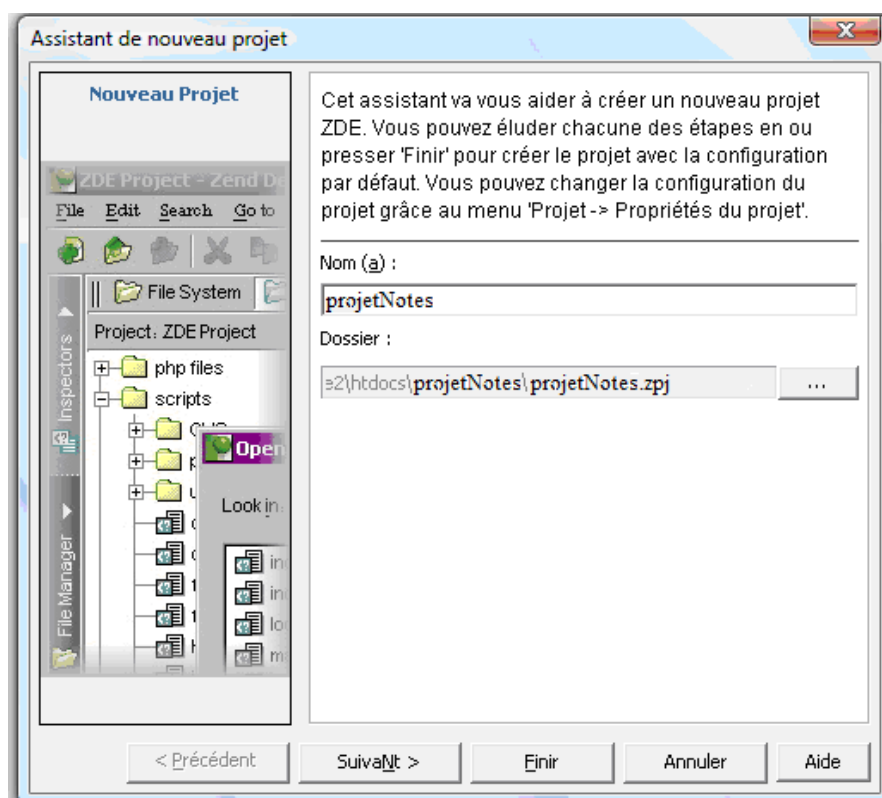 Assistant de nouveau projet
Nouveau Projet
ZDE Project - Zend De
File Edit Search Go to
File System
Project: ZDE Project
php files
scripts
Open
Look in:
Inspectors
File Manager
Cet assistant va vous aider à créer un nouveau projet
ZDE. Vous pouvez éluder chacune des étapes en ou
presser 'Finir' pour créer le projet avec la configuration
par défaut. Vous pouvez changer la configuration du
projet grâce au menu 'Projet -> Propriétés du projet'.
Nom (a) :
projetNotes
Dossier :
e2\htdocs\projetNotes\projetNotes.zpj
...
< Précédent
SuivaNt >
Finir
Annuler
Aide